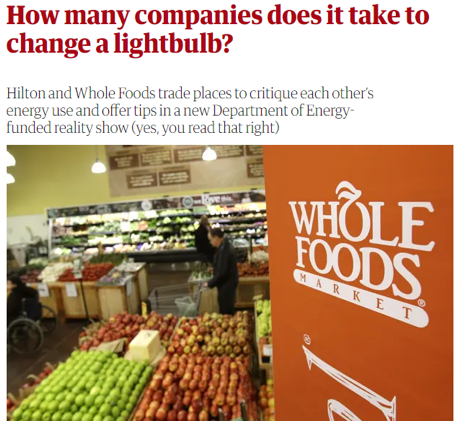 How many companies does it take to
change a lightbulb?
Hilton and Whole Foods trade places to critique each other's
energy use and offer tips in a new Department of Energy-
funded reality show (yes, you read that right)
WHOLE
FOODS
MARKET
®